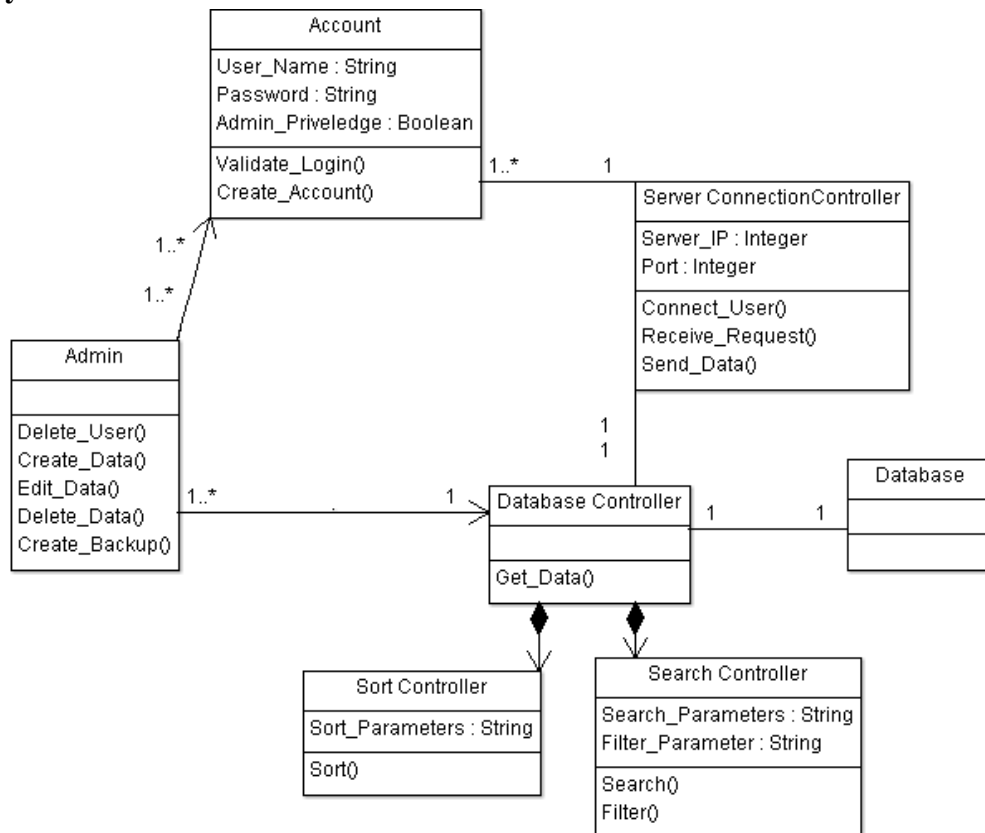 y
Account
User_Name : String
Password : String
Admin_Priveledge : Boolean
Validate_Login()
Create_Account()
1..*
1
Server ConnectionController
Server_IP : Integer
Port : Integer
Connect_User()
Receive_Request()
Send_Data()
1..*
1..*
Admin
Delete_User()
Create_Data()
Edit_Data()
Delete_Data()
Create_Backup()
1..*
1
1
1
Database Controller
Get_Data()
1
1
Database
Sort Controller
Sort_Parameters : String
Sort()
Search Controller
Search_Parameters : String
Filter_Parameter : String
Search()
Filter()